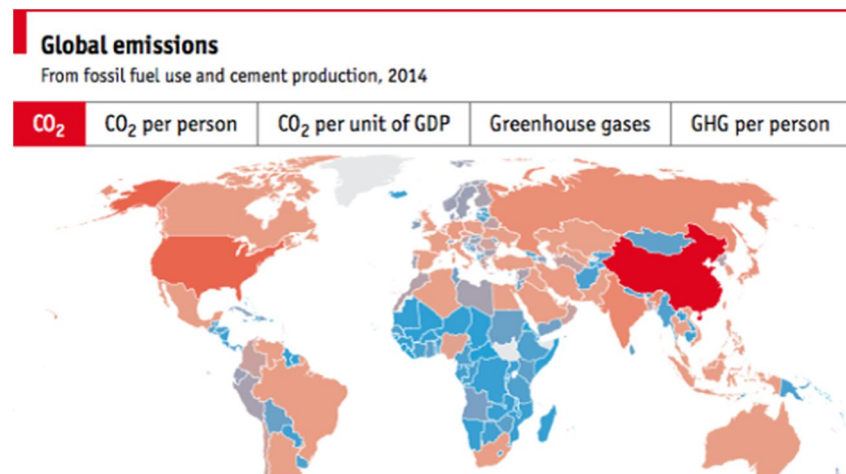 Global emissions
From fossil fuel use and cement production, 2014
CO₂ CO₂ per person CO₂ per unit of GDP Greenhouse gases GHG per person